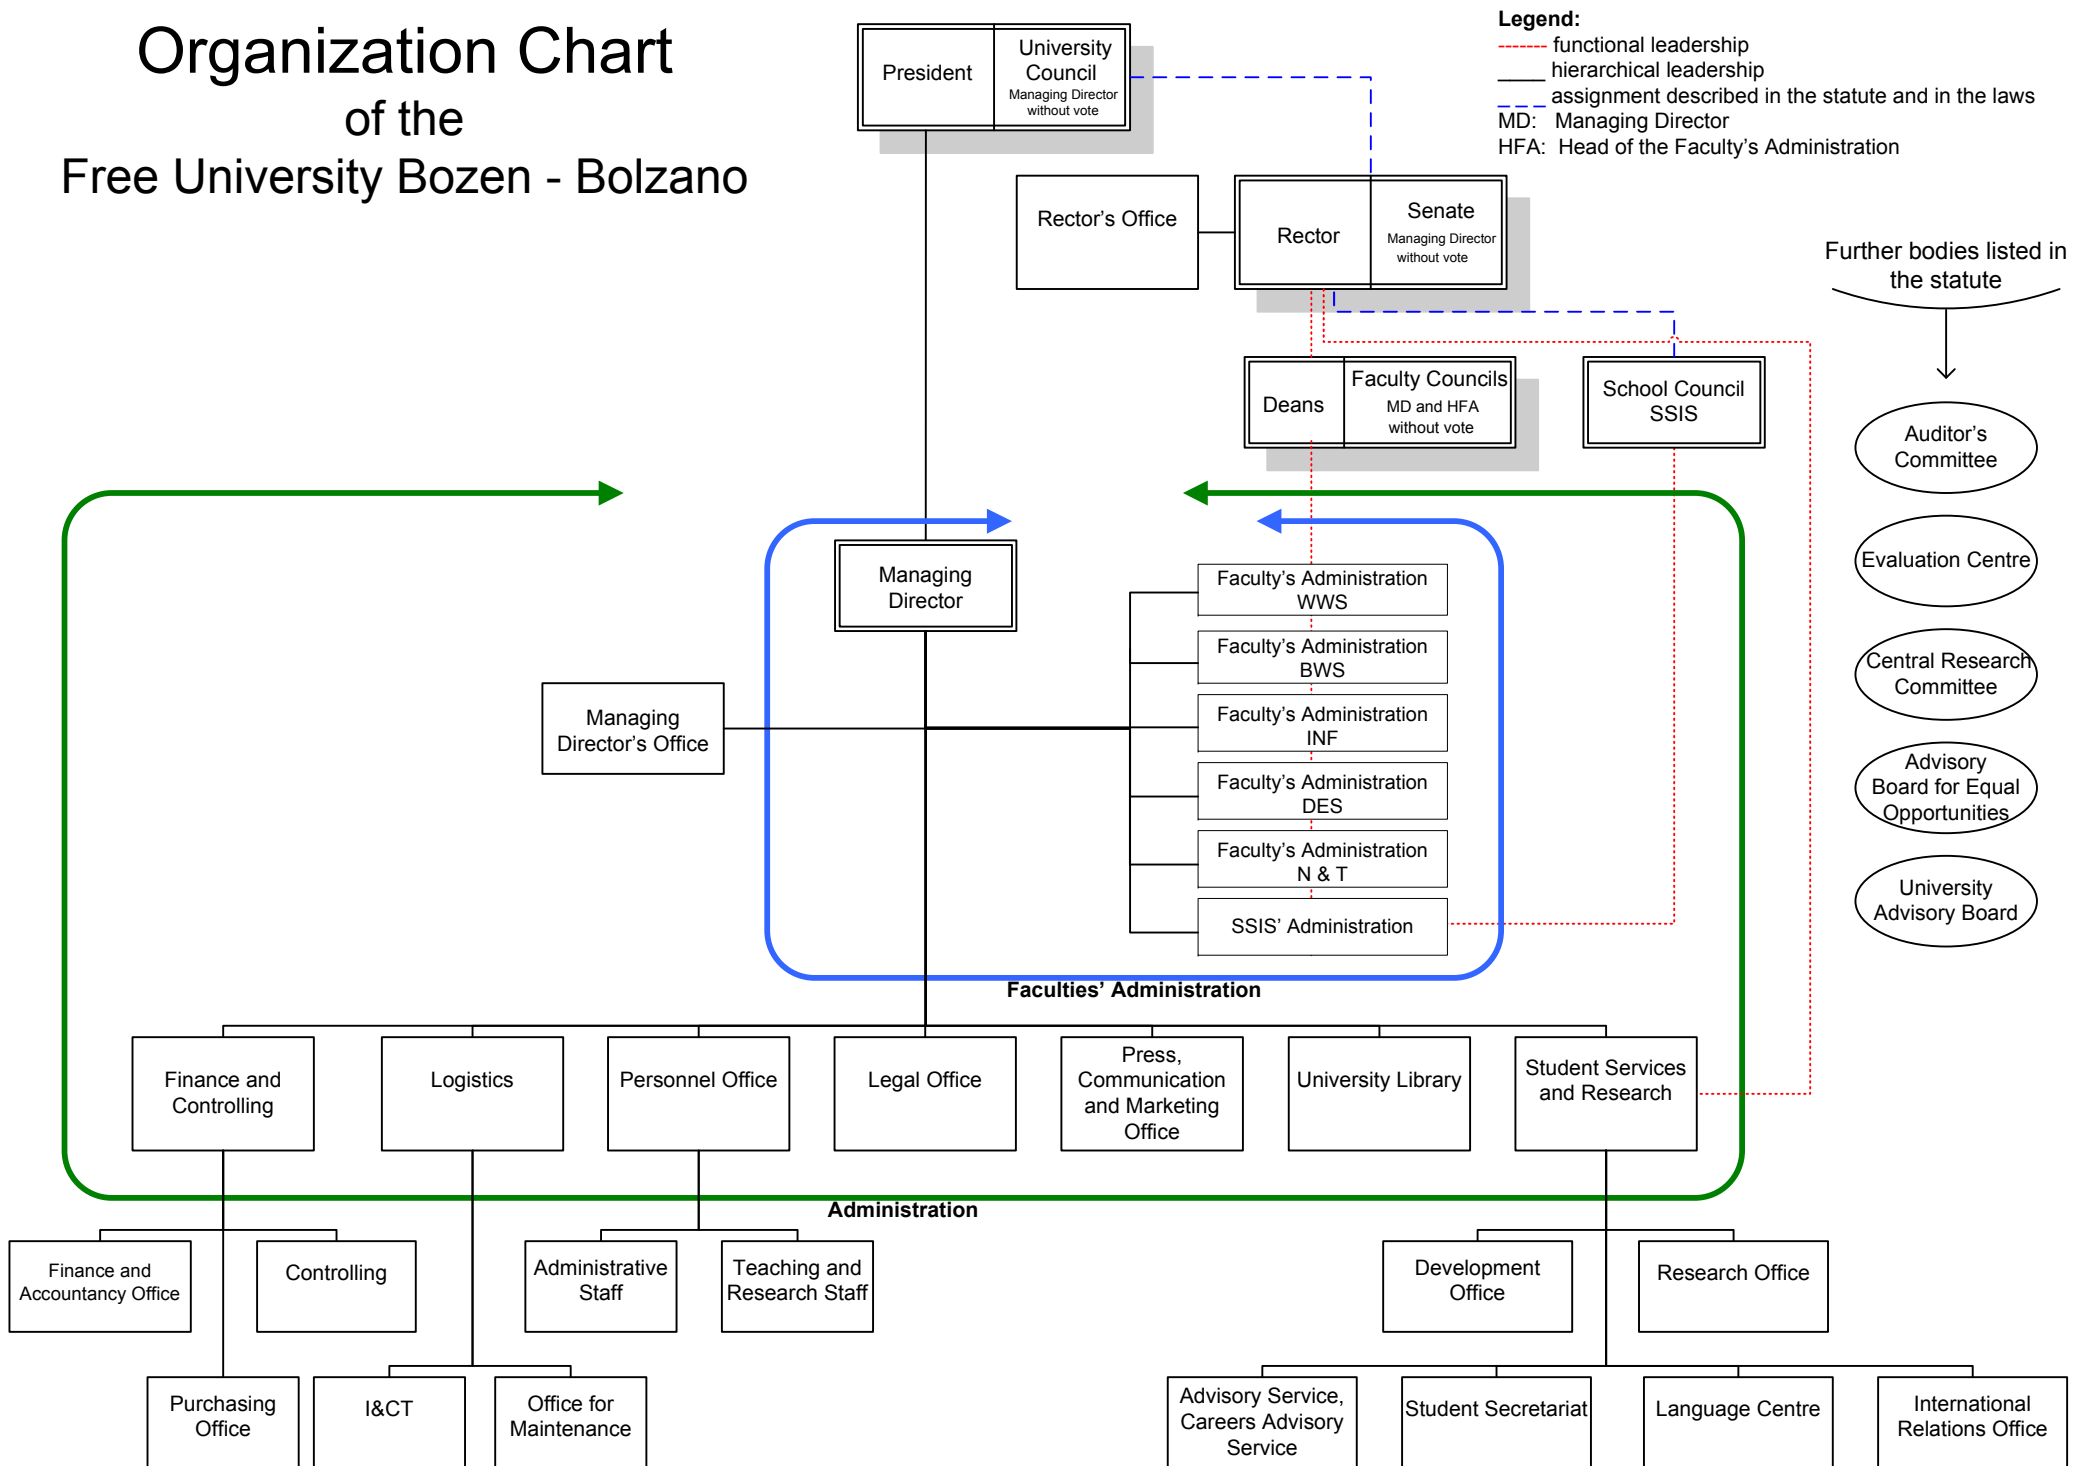 Organization Chart
of the
Free University Bozen - Bolzano
President
University
Council
Managing Director
without vote
Legend:
functional leadership
hierarchical leadership
assignment described in the statute and in the laws
MD: Managing Director
HFA: Head of the Faculty's Administration
Rector's Office
Rector
Senate
Managing Director
without vote
Further bodies listed in
the statute
Deans
Faculty Councils
MD and HFA
without vote
School Council
SSIS
Auditor's
Committee
Evaluation Centre
Central Research
Committee
Advisory
Board for Equal
Opportunities
University
Advisory Board
Managing
Director
Managing
Director's Office
Faculty's Administration
WWS
Faculty's Administration
BWS
Faculty's Administration
INF
Faculty's Administration
DES
Faculty's Administration
N & T
SSIS' Administration
Faculties' Administration
Finance and
Controlling
Logistics
Personnel Office
Legal Office
Press,
Communication
and Marketing
Office
University Library
Student Services
and Research
Administration
Finance and
Accountancy Office
Controlling
Administrative
Staff
Teaching and
Research Staff
Development
Office
Research Office
Purchasing
Office
I&CT
Office for
Maintenance
Advisory Service,
Careers Advisory
Service
Student Secretariat
Language Centre
International
Relations Office